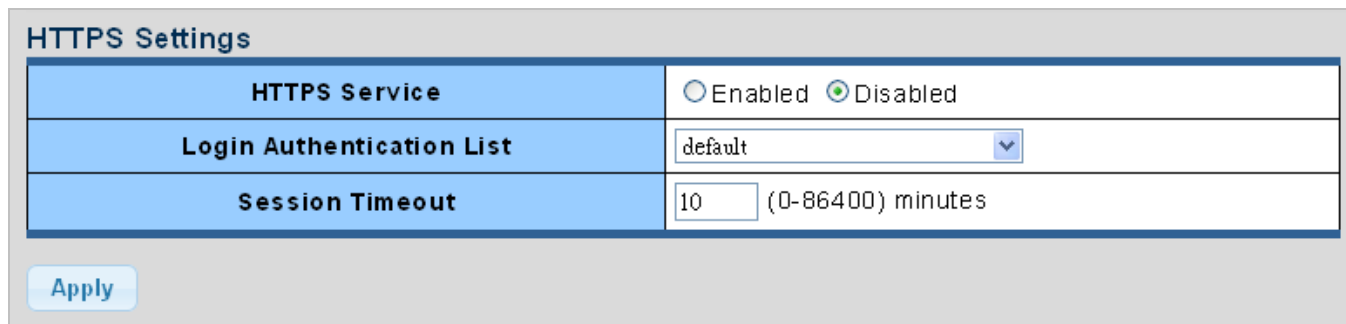 HTTPS Settings
HTTPS Service Enabled Disabled
Login Authentication List default
Session Timeout 10 (0-86400) minutes
Apply